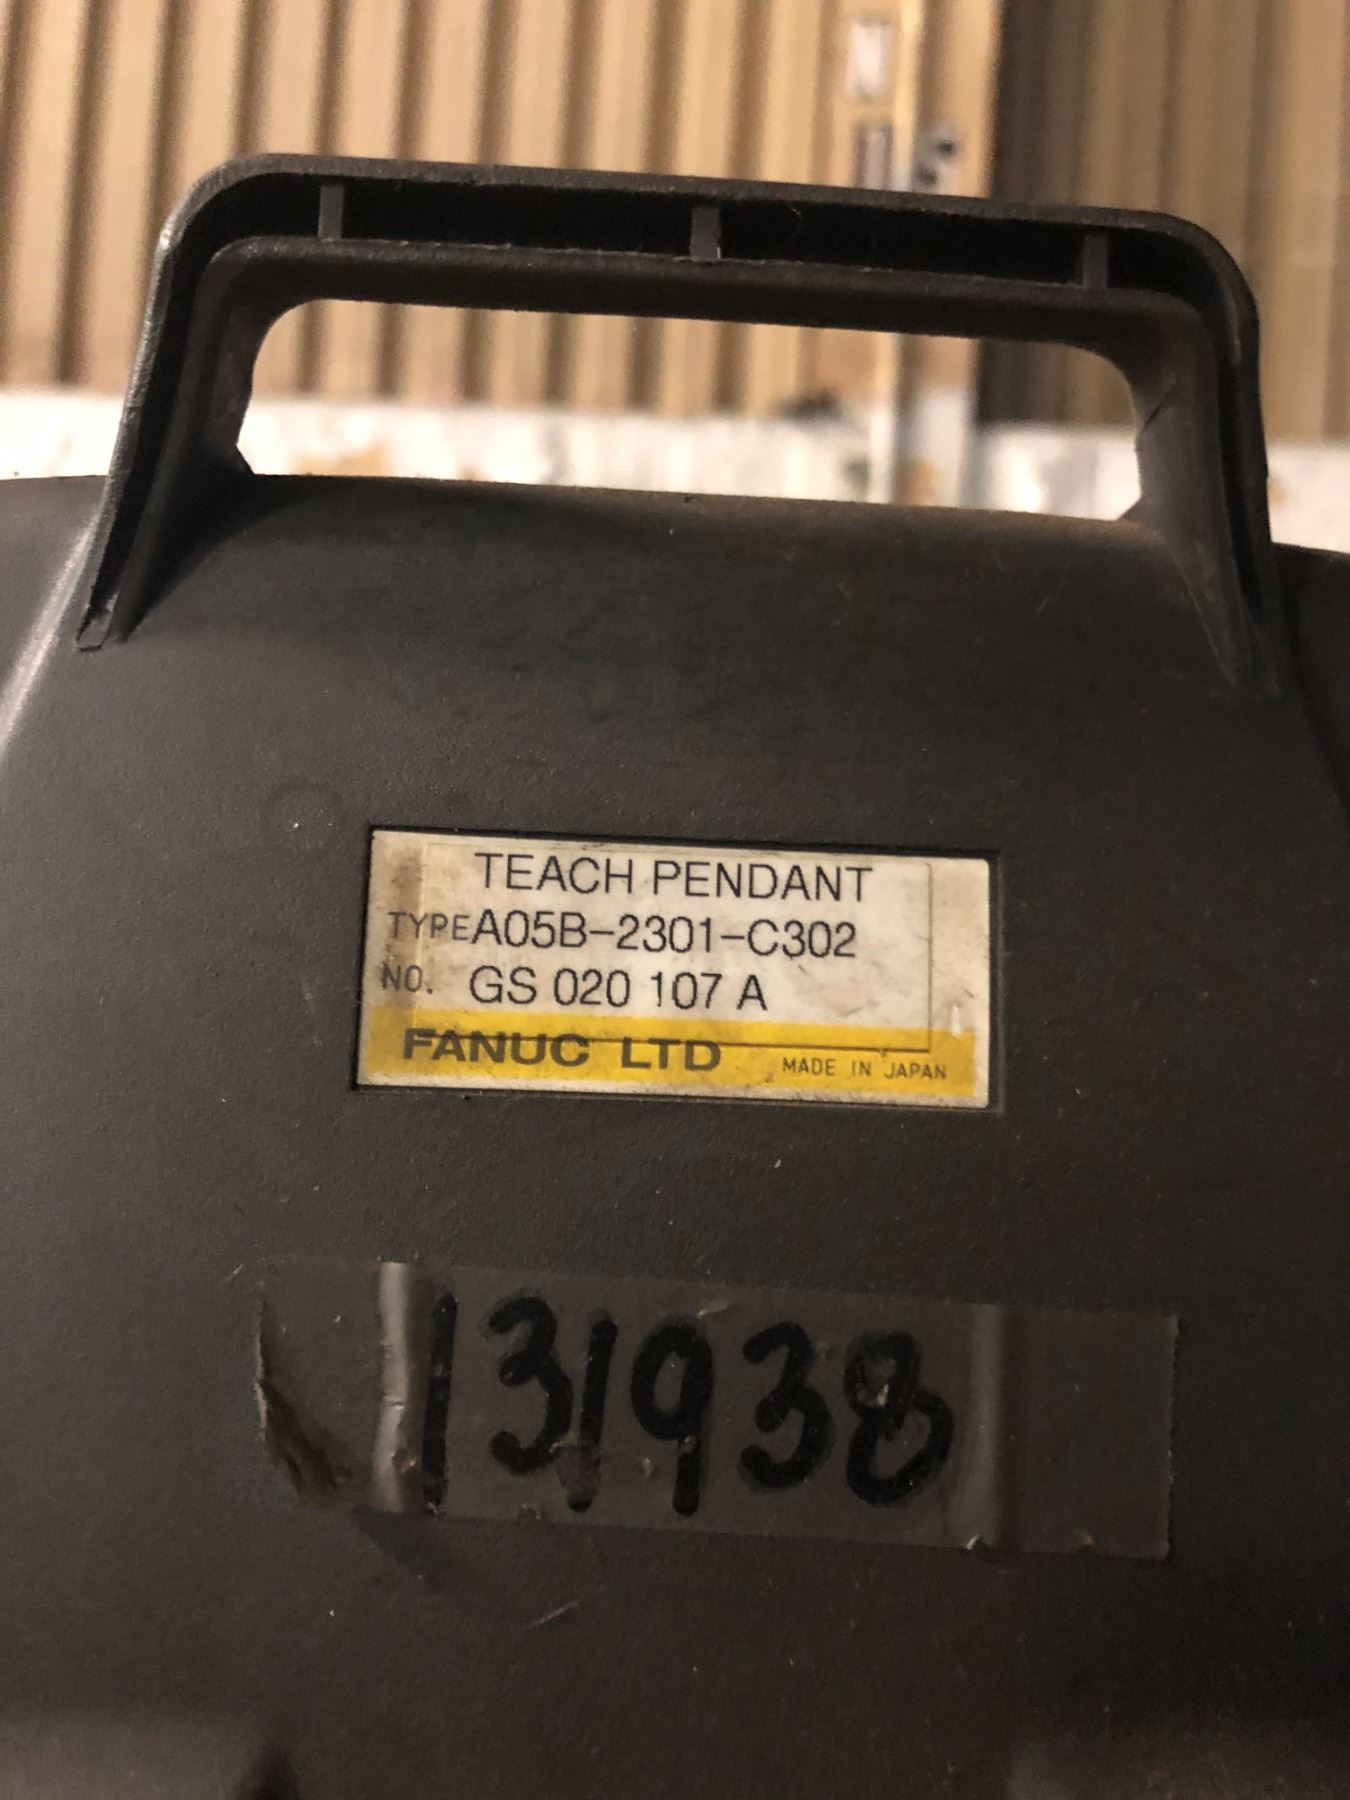 TEACH PENDANT
TYPE A05B-2301-C302
NO. GS 020 107 A
FANUC LTD MADE IN JAPAN
131938